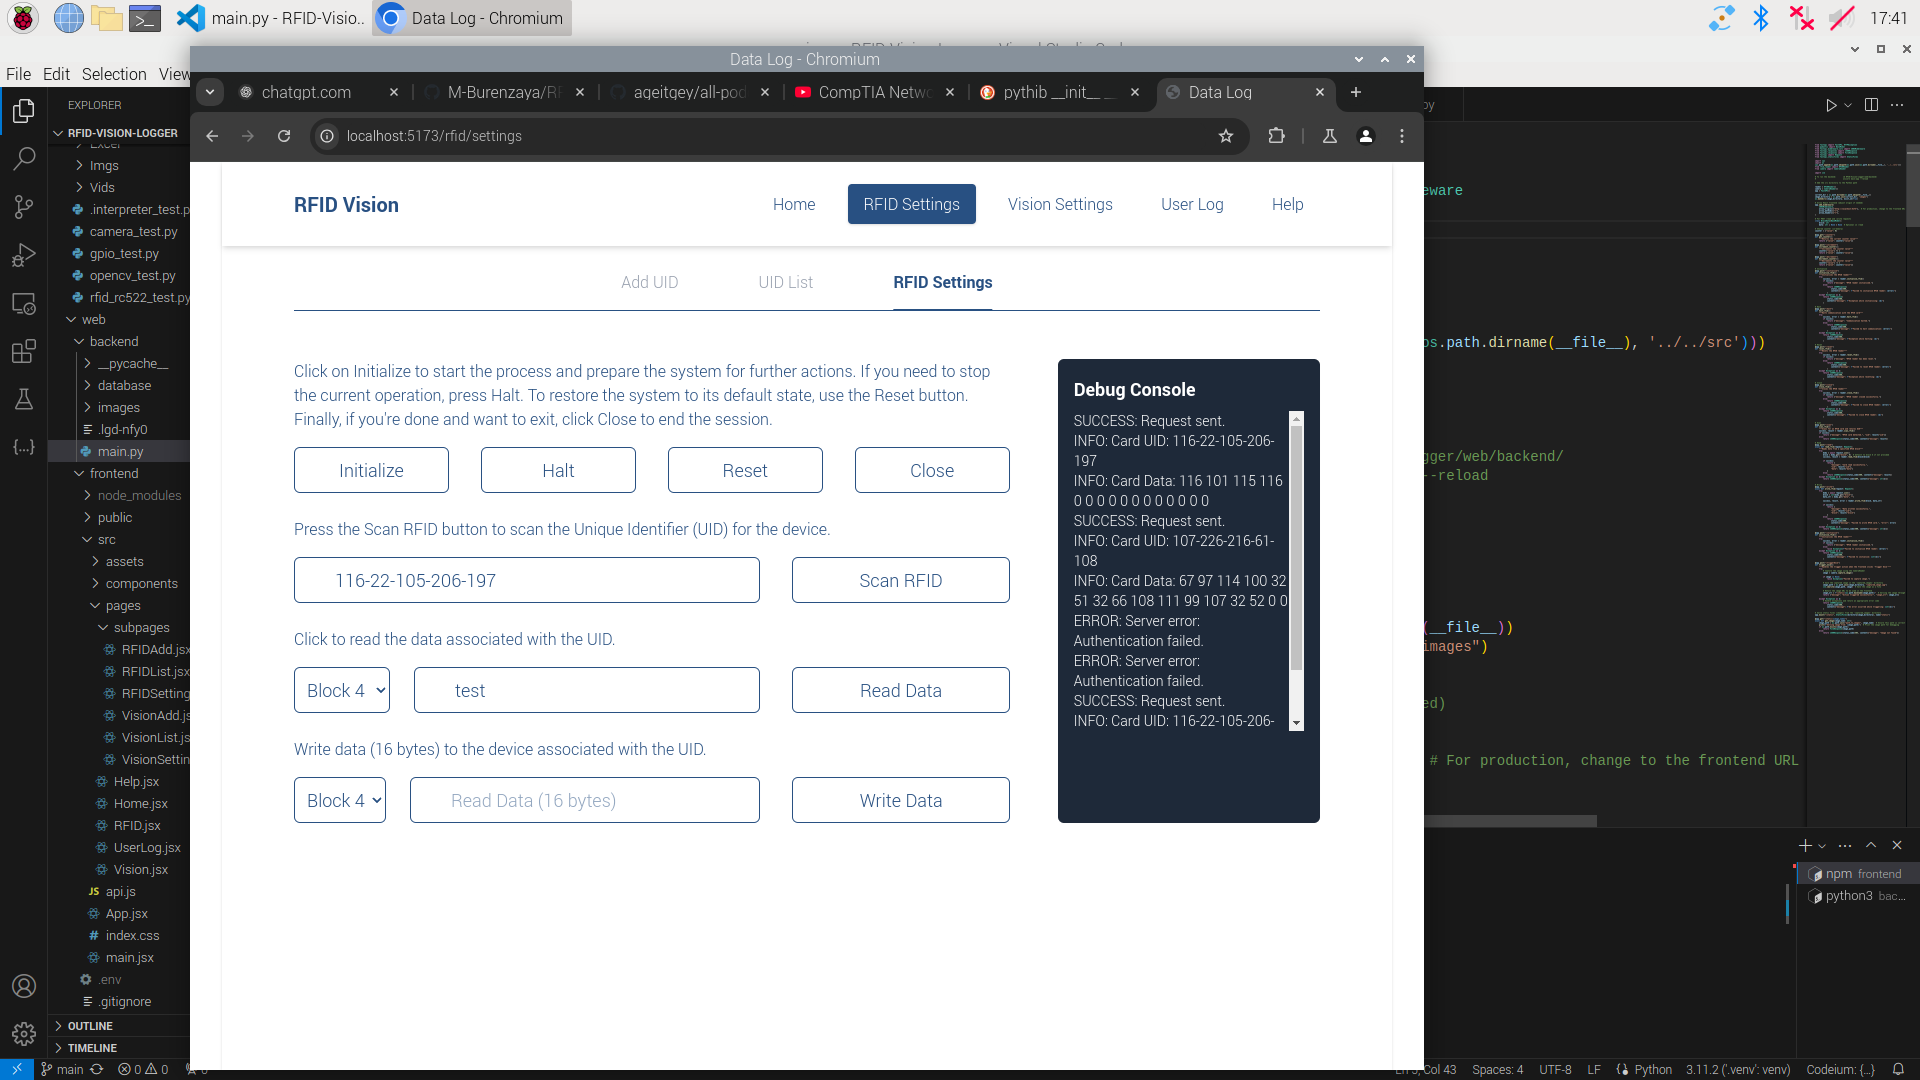 main.py - RFID-Visio...
Data Log - Chromium
17:41
File Edit Selection View
Data Log - Chromium
EXPLORER
chatgpt.com
M-Burenzaya/RF
ageitgey/all-pod
CompTIA Netwo
pythib __init__
Data Log
py
RFID-VISION-LOGGER
localhost:5173/rfid/settings
Excel
Imgs
Vids
.interpreter_test.p
camera_test.py
gpio_test.py
opencv_test.py
rfid_rc522_test.py
web
backend
__pycache__
database
images
.lgd-nfy0
main.py
frontend
node_modules
public
src
assets
components
pages
subpages
RFIDAdd.jsx
RFIDList.jsx
RFIDSetting
VisionAdd.js
VisionList.js
VisionSettin
Help.jsx
Home.jsx
RFID.jsx
UserLog.jsx
Vision.jsx
JS api.js
App.jsx
# index.css
main.jsx
.env
.gitignore
OUTLINE
TIMELINE
RFID Vision
Home
RFID Settings
Vision Settings
User Log
Help
Add UID
UID List
RFID Settings
Click on Initialize to start the process and prepare the system for further actions. If you need to stop
the current operation, press Halt. To restore the system to its default state, use the Reset button.
Finally, if you're done and want to exit, click Close to end the session.
Initialize
Halt
Reset
Close
Press the Scan RFID button to scan the Unique Identifier (UID) for the device.
116-22-105-206-197
Scan RFID
Click to read the data associated with the UID.
Block 4
test
Read Data
Write data (16 bytes) to the device associated with the UID.
Block 4
Read Data (16 bytes)
Write Data
Debug Console
SUCCESS: Request sent.
INFO: Card UID: 116-22-105-206-
197
INFO: Card Data: 116 101 115 116
0 0 0 0 0 0 0 0 0 0 0 0
SUCCESS: Request sent.
INFO: Card UID: 107-226-216-61-
108
INFO: Card Data: 67 97 114 100 32
51 32 66 108 111 99 107 32 52 0 0
ERROR: Server error:
Authentication failed.
ERROR: Server error:
Authentication failed.
SUCCESS: Request sent.
INFO: Card UID: 116-22-105-206-
eware
os.path.dirname(__file__), '../../src')))
gger/web/backend/
--reload
(__file__))
images")
ed)
# For production, change to the frontend URL
npm frontend
python3 bac...
main
0 0
0
Col 43
Spaces: 4
UTF-8
LF
Python
3.11.2 ('.venv': venv)
Codeium: {...}